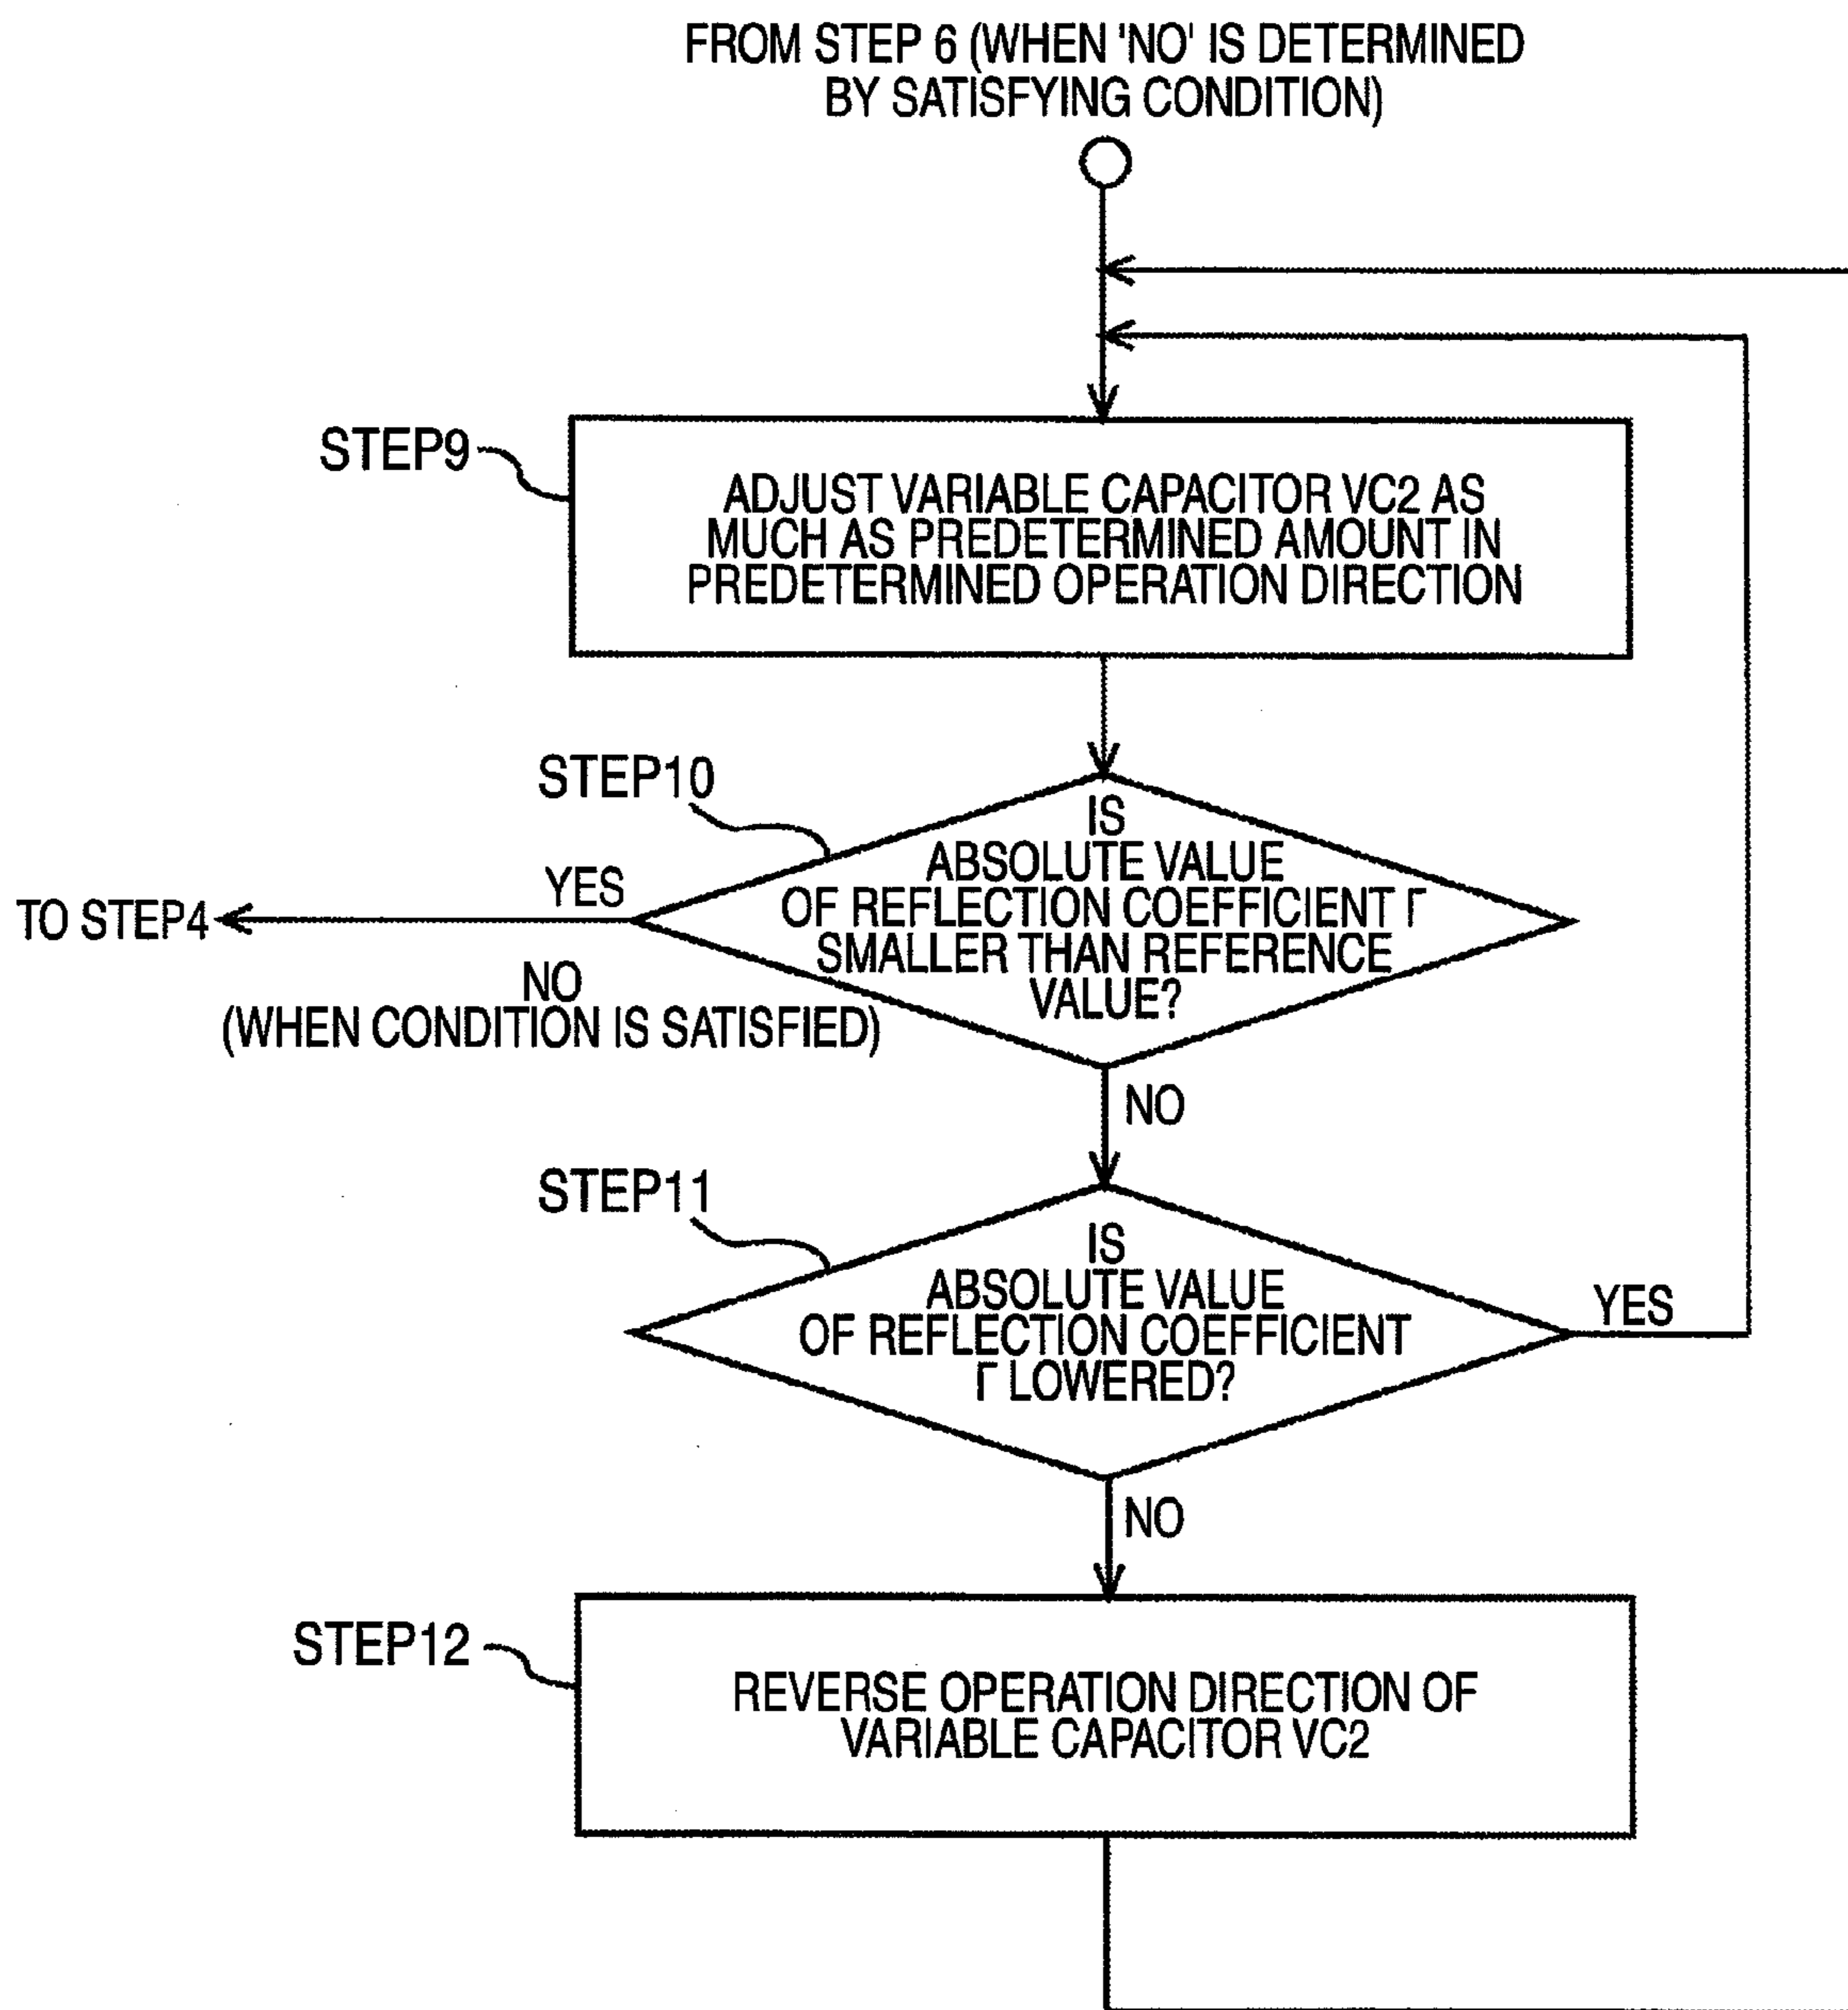 FROM STEP 6 (WHEN 'NO' IS DETERMINED
BY SATISFYING CONDITION)
STEP9
ADJUST VARIABLE CAPACITOR VC2 AS
MUCH AS PREDETERMINED AMOUNT IN
PREDETERMINED OPERATION DIRECTION
STEP10
IS
ABSOLUTE VALUE
OF REFLECTION COEFFICIENT Γ
SMALLER THAN REFERENCE
VALUE?
YES
TO STEP4
NO
(WHEN CONDITION IS SATISFIED)
NO
STEP11
IS
ABSOLUTE VALUE
OF REFLECTION COEFFICIENT
Γ LOWERED?
YES
NO
STEP12
REVERSE OPERATION DIRECTION OF
VARIABLE CAPACITOR VC2